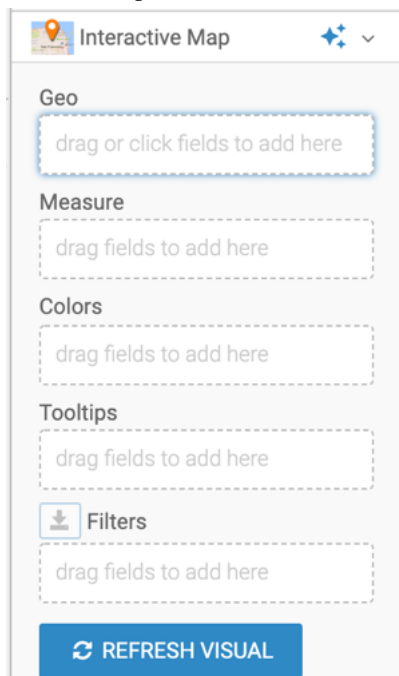 Interactive Map
Geo
drag or click fields to add here
Measure
drag fields to add here
Colors
drag fields to add here
Tooltips
drag fields to add here
Filters
drag fields to add here
REFRESH VISUAL